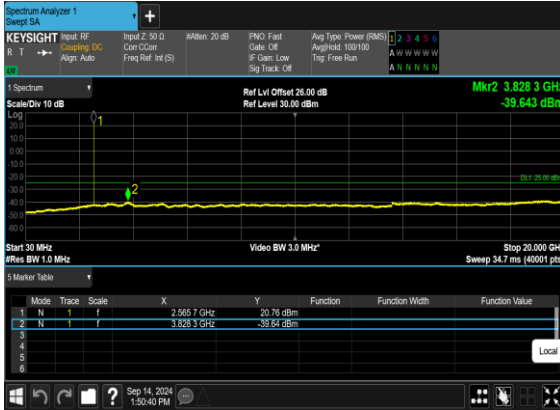 Spectrum Analyzer 1
Swept SA
+
KEYSIGHT Input: RF Input Z: 50 Ω #Atten: 20 dB PNO: Fast Avg Type: Power (RMS) 1 2 3 4 5 6
R T Coupling: DC Corr CCorr Gate: Off Avg|Hold: 100/100 A W W W W W
Align: Auto Freq Ref: Int (S) IF Gain: Low Trig: Free Run
Sig Track: Off A N N N N N
1 Spectrum Ref Lvl Offset 26.00 dB Mkr2 3.828 3 GHz
Scale/Div 10 dB Ref Level 30.00 dBm -39.643 dBm
Log
20.0
10.0
0.00
-10.0
-20.0
-30.0
-40.0
-50.0
-60.0
1
2
DL1 -25.00 dBm
Start 30 MHz Video BW 3.0 MHz* Stop 20.000 GH
#Res BW 1.0 MHz Sweep 34.7 ms (40001 pts
5 Marker Table
Mode Trace Scale X Y Function Function Width Function Value
1 N 1 f 2.565 7 GHz 20.76 dBm
2 N 1 f 3.828 3 GHz -39.64 dBm
3
4
5
6
Local
? Sep 14, 2024
1:50:40 PM